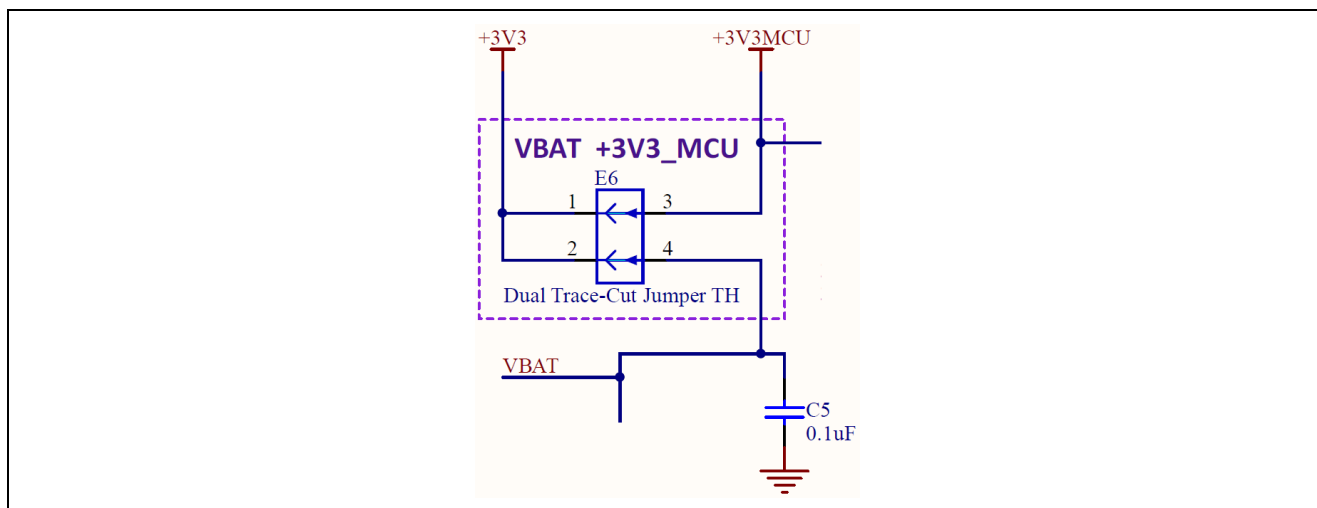 +3V3 +3V3MCU
VBAT +3V3_MCU
E6
1 3
2 4
Dual Trace-Cut Jumper TH
VBAT
C5
0.1uF